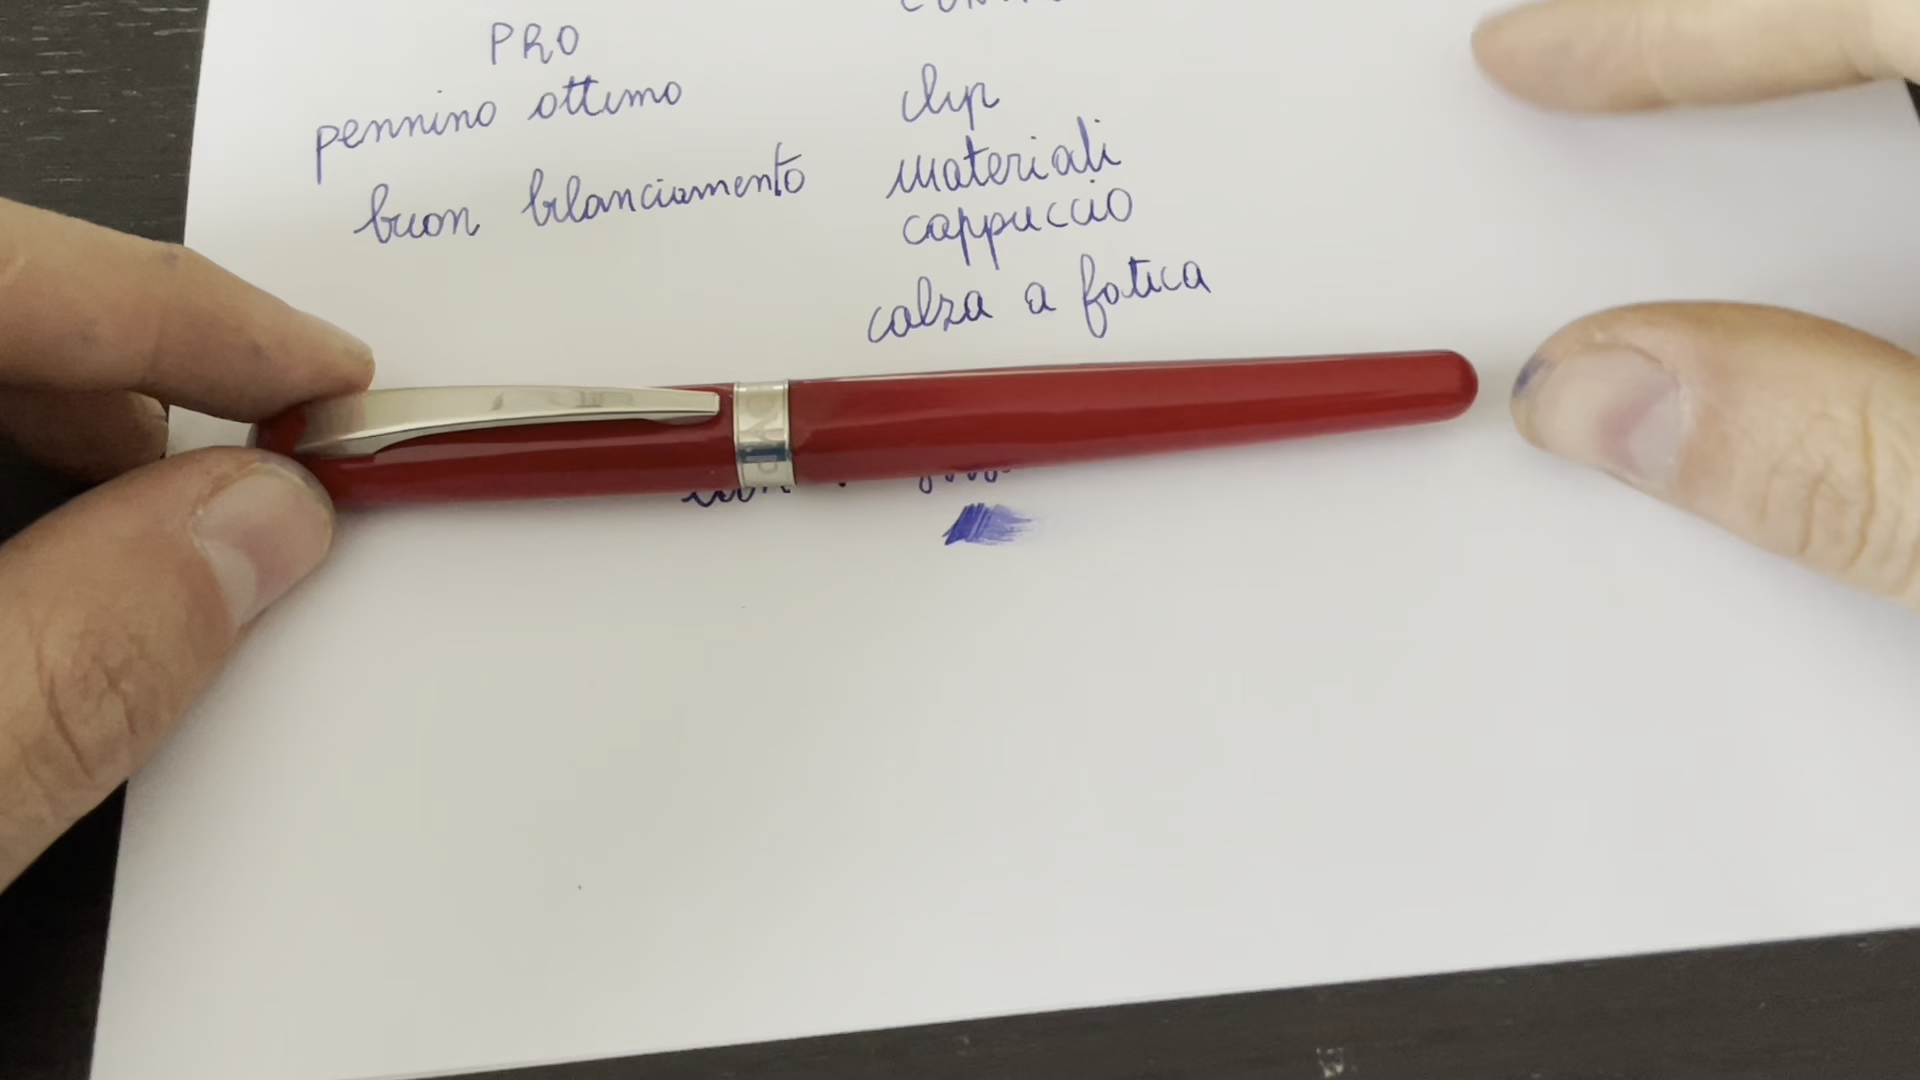 PRO
pennino ottimo
buon bilanciamento
clip
materiali
cappuccio
calza a fatica